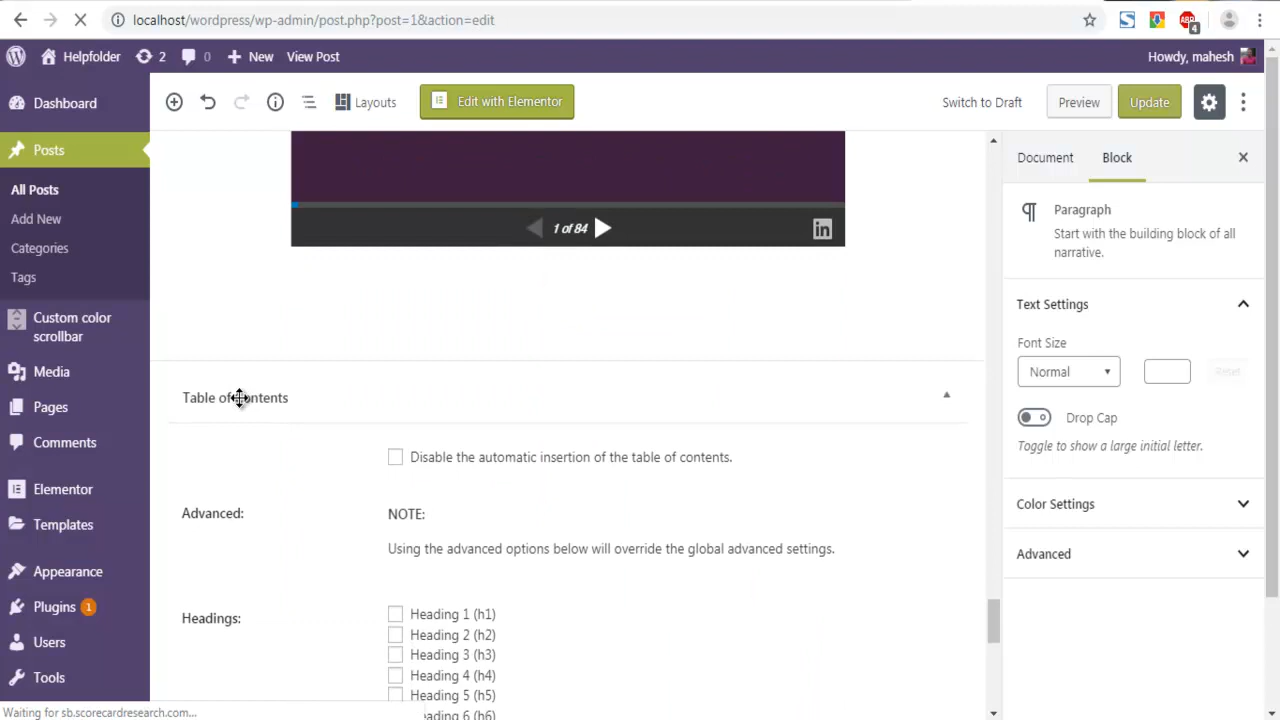 localhost/wordpress/wp-admin/post.php?post=1&action=edit
ABP
4
Helpfolder
2
0
New
View Post
Howdy, mahesh
Dashboard
Posts
All Posts
Add New
Categories
Tags
Custom color
scrollbar
Media
Pages
Comments
Elementor
Templates
Appearance
Plugins 1
Users
Tools
Layouts
Edit with Elementor
Switch to Draft
Preview
Update
1 of 84
in
Table of contents
Disable the automatic insertion of the table of contents.
Advanced:
NOTE:
Using the advanced options below will override the global advanced settings.
Headings:
Heading 1 (h1)
Heading 2 (h2)
Heading 3 (h3)
Heading 4 (h4)
Heading 5 (h5)
Heading 6 (h6)
Document
Block
Paragraph
Start with the building block of all
narrative.
Text Settings
Font Size
Normal
Reset
Drop Cap
Toggle to show a large initial letter.
Color Settings
Advanced
Waiting for sb.scorecardresearch.com...